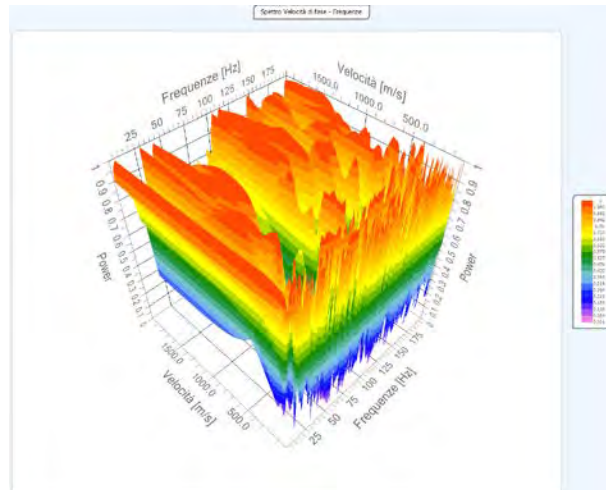 Spettro Velocità di fase - Frequenze
Frequenze [Hz]
25 50 75 100 125 150 175
Velocità [m/s]
1500.0 1000.0 500.0
Power
1 0.9 0.8 0.7 0.6 0.5 0.4 0.3 0.2 0.1 0
Power
1 0.9 0.8 0.7 0.6 0.5 0.4 0.3 0.2 0.1 0
Velocità [m/s]
1500.0 1000.0 500.0
Frequenze [Hz]
25 50 75 100 125 150 175